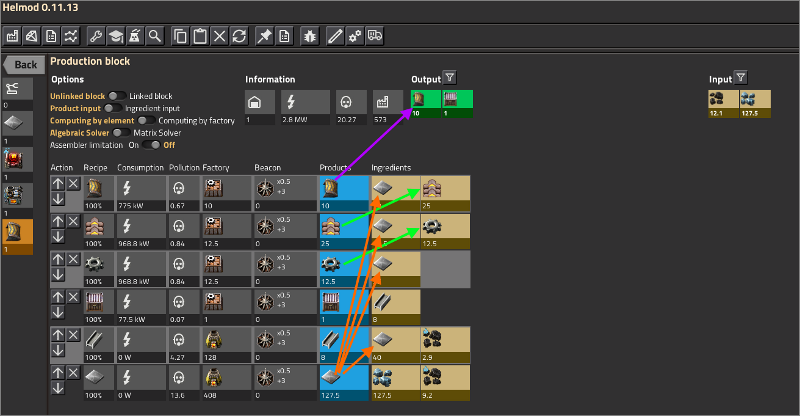 Helmod 0.11.13
Back
Production block
Options
Information
Output
Input
Unlinked block Linked block
Product input Ingredient input
Computing by element Computing by factory
Algebraic Solver Matrix Solver
Assembler limitation On Off
1 2.8 MW 20.27 573
10 1
12.1 127.5
0
1
1
1
1
Action Recipe Consumption Pollution Factory Beacon Products Ingredients
x0.5
+3
100% 775 kW 0.67 10 0 10 25
x0.5
+3
100% 968.8 kW 0.84 12.5 0 25 12.5
x0.5
+3
100% 968.8 kW 0.84 12.5 0 12.5
x0.5
+3
100% 77.5 kW 0.07 1 0 1 8
x0.5
+3
100% 0 W 4.27 128 0 8 40 2.9
x0.5
+3
100% 0 W 13.6 408 0 127.5 127.5 9.2